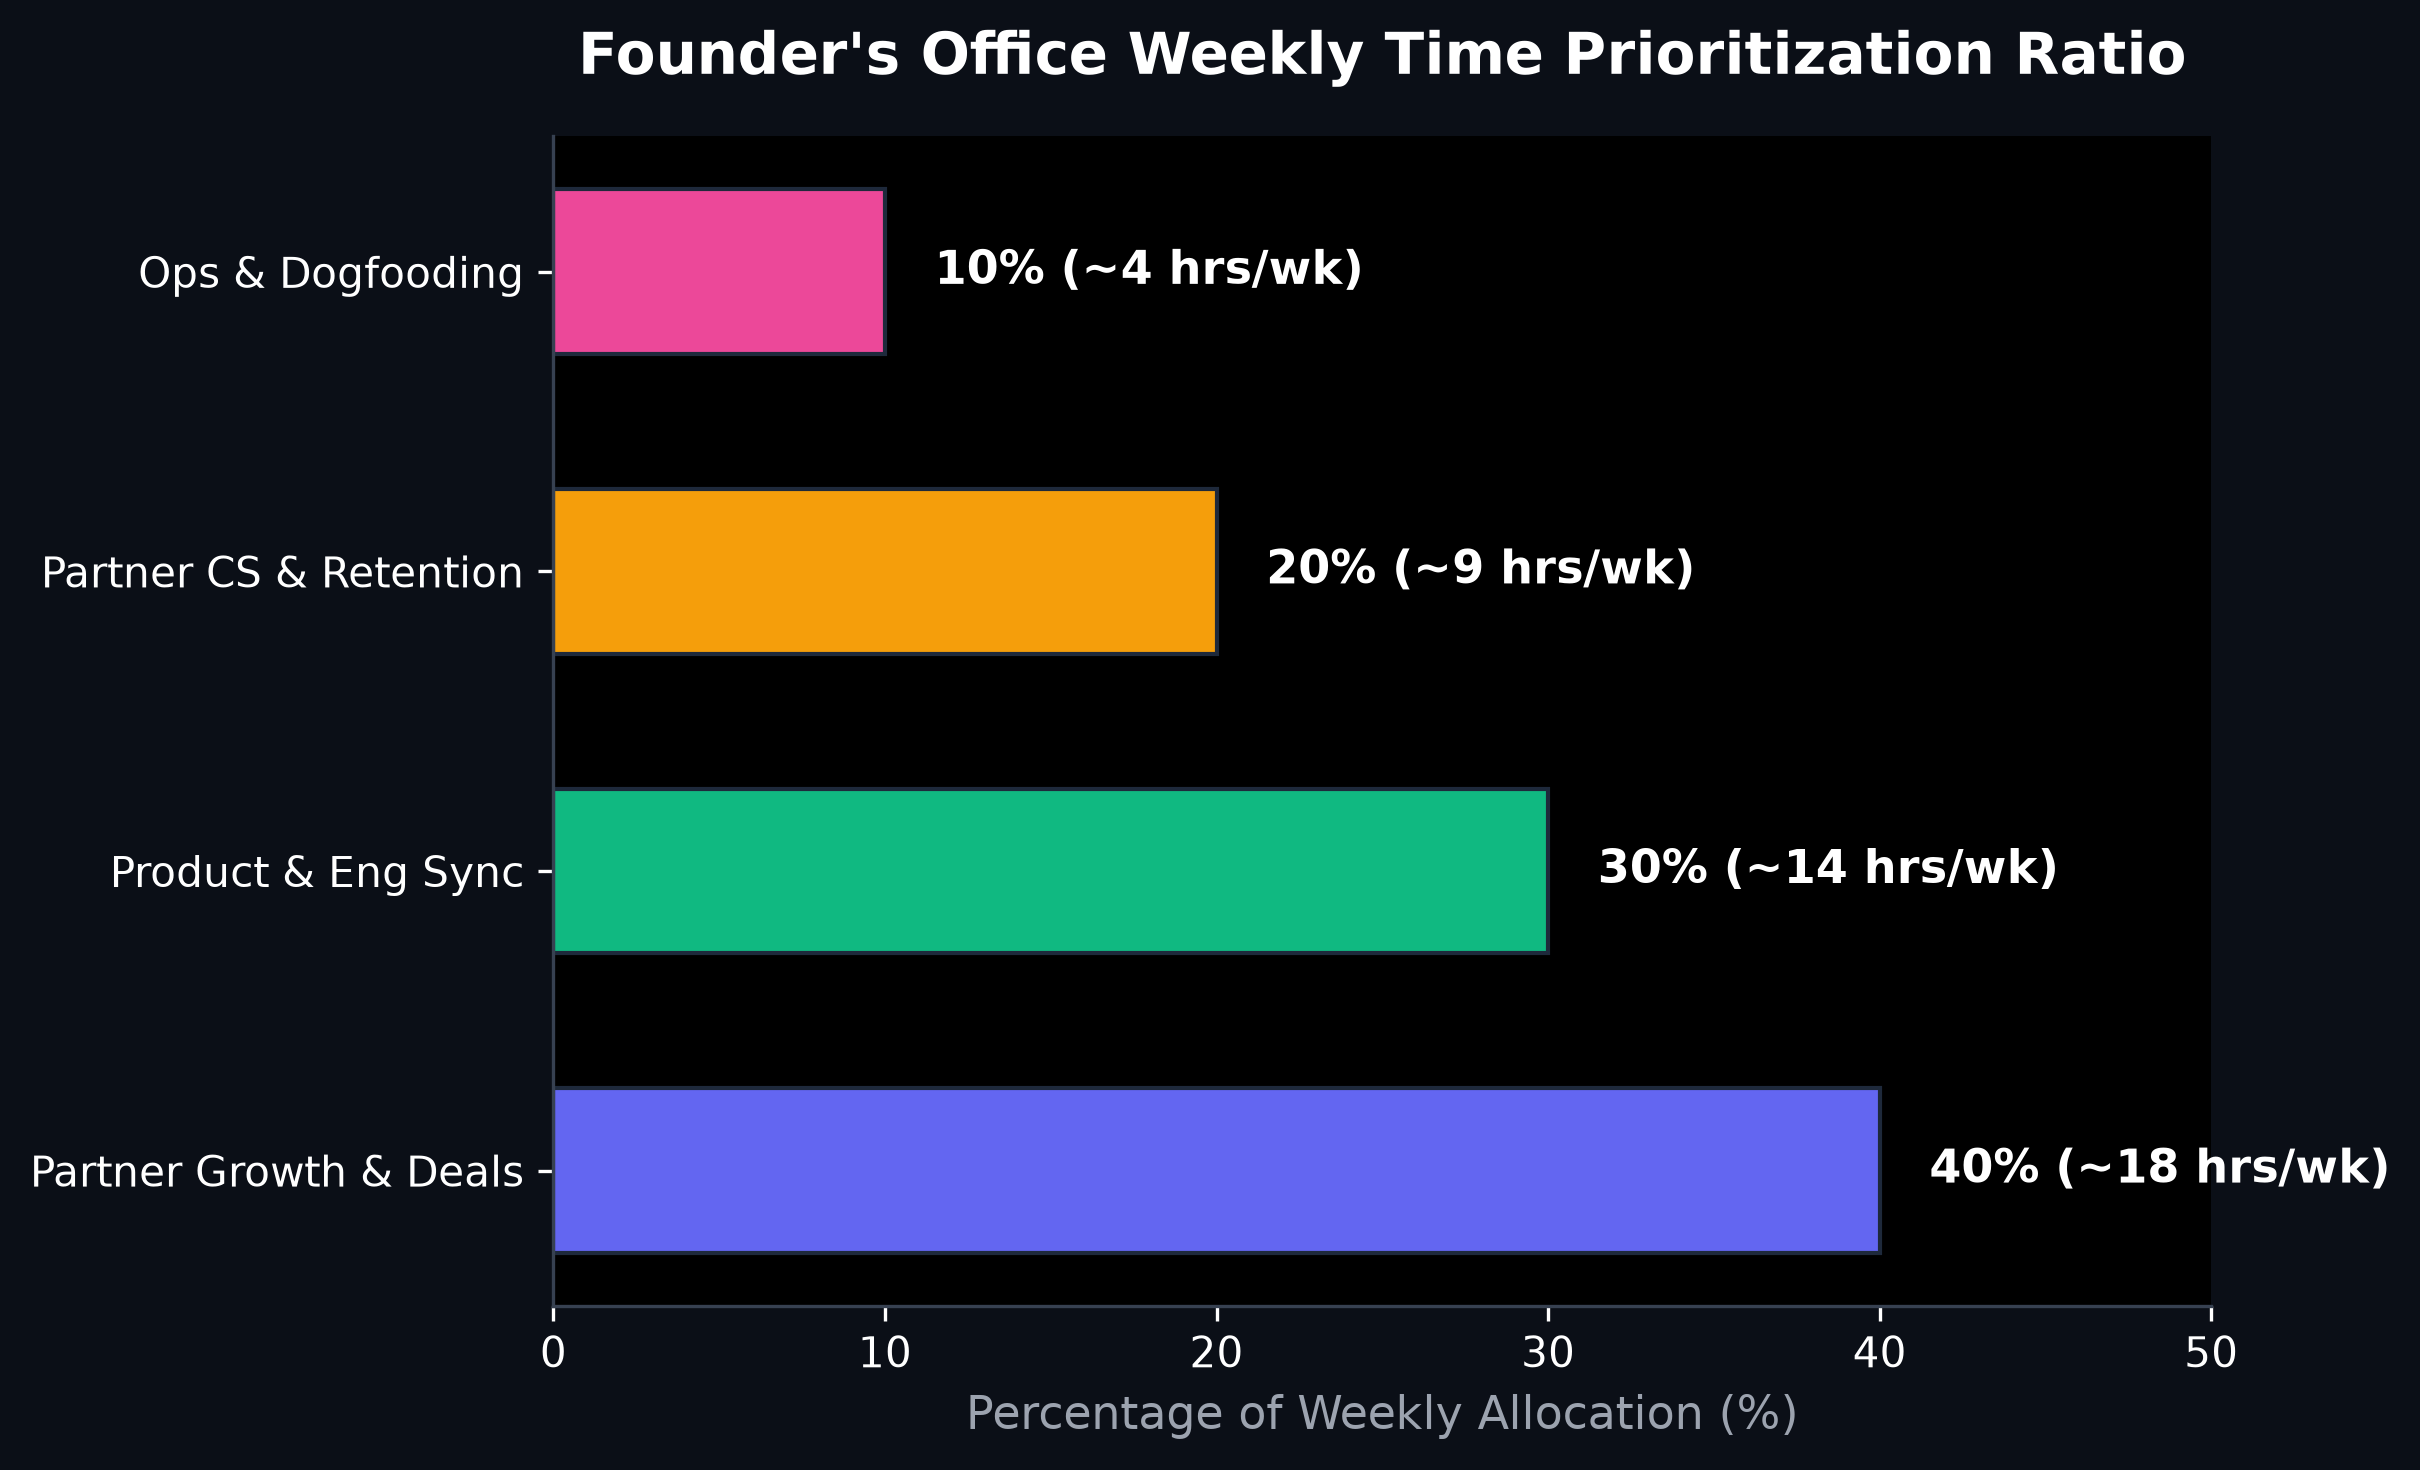 Founder's Office Weekly Time Prioritization Ratio
Ops & Dogfooding
10% (~4 hrs/wk)
Partner CS & Retention
20% (~9 hrs/wk)
Product & Eng Sync
30% (~14 hrs/wk)
Partner Growth & Deals
40% (~18 hrs/wk)
0 10 20 30 40 50
Percentage of Weekly Allocation (%)